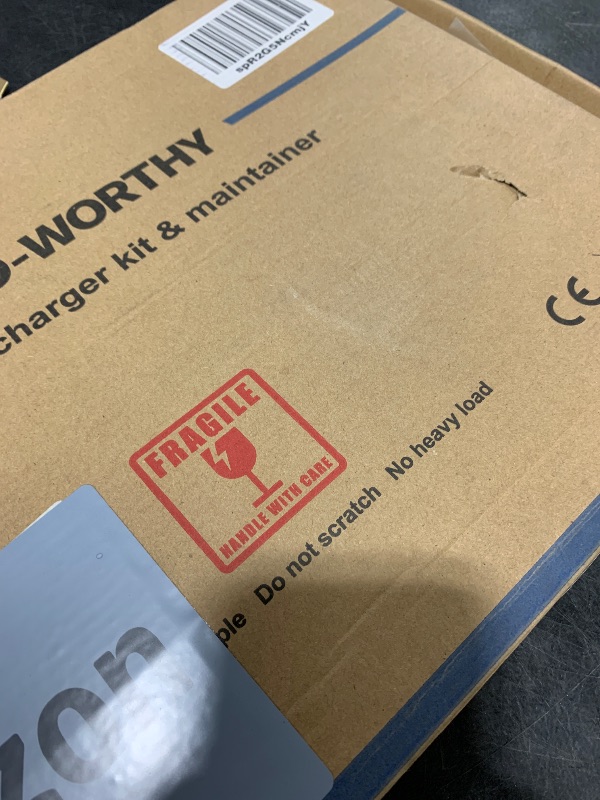 spR2G5NcmjY
-WORTHY
charger kit & maintainer
CE
FRAGILE
HANDLE WITH CARE
ple Do not scratch No heavy load
zon